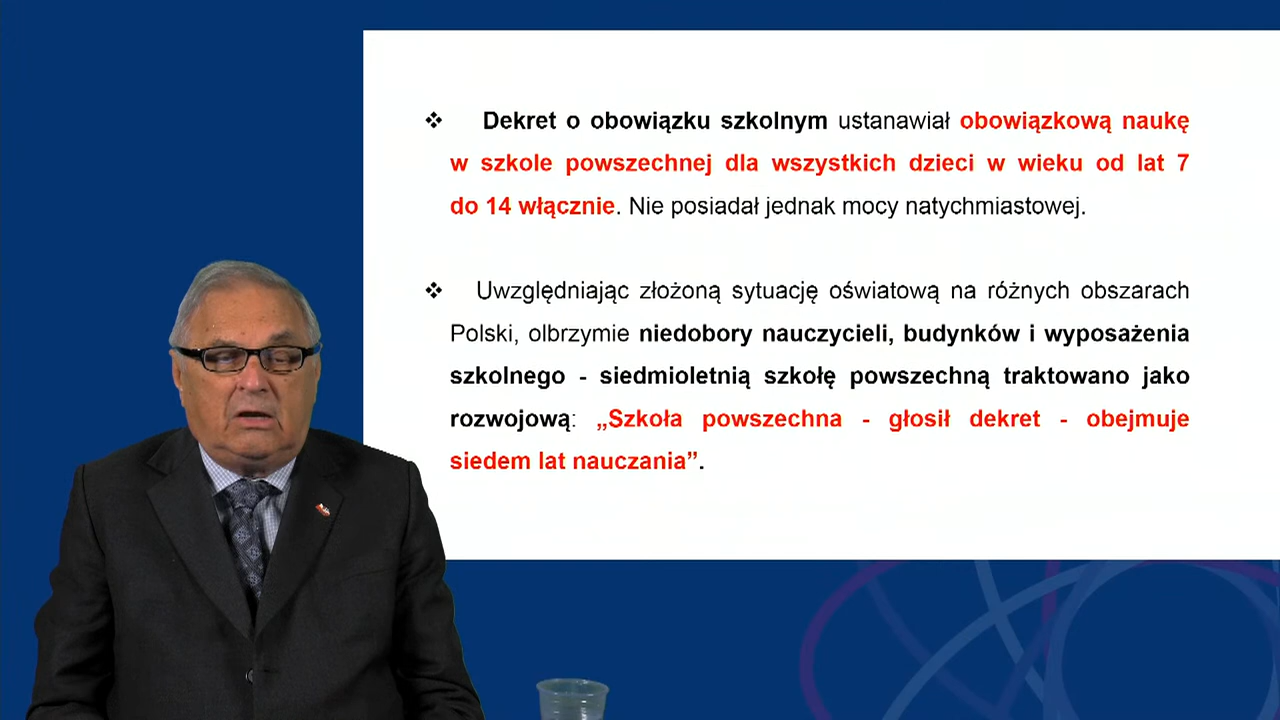 ❖ Dekret o obowiązku szkolnym ustanawiał obowiązkową naukę
w szkole powszechnej dla wszystkich dzieci w wieku od lat 7
do 14 włącznie. Nie posiadał jednak mocy natychmiastowej.
❖ Uwzględniając złożoną sytuację oświatową na różnych obszarach
Polski, olbrzymie niedobory nauczycieli, budynków i wyposażenia
szkolnego - siedmioletnią szkołę powszechną traktowano jako
rozwojową: „Szkoła powszechna - głosił dekret - obejmuje
siedem lat nauczania”.